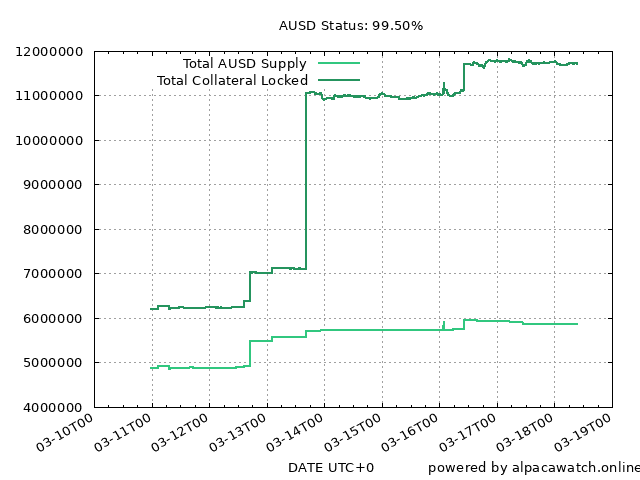 AUSD Status: 99.50%
12000000
11000000
10000000
9000000
8000000
7000000
6000000
5000000
4000000
Total AUSD Supply
Total Collateral Locked
03-10T00
03-11T00
03-12T00
03-13T00
03-14T00
03-15T00
03-16T00
03-17T00
03-18T00
03-19T00
DATE UTC+0
powered by alpacawatch.online